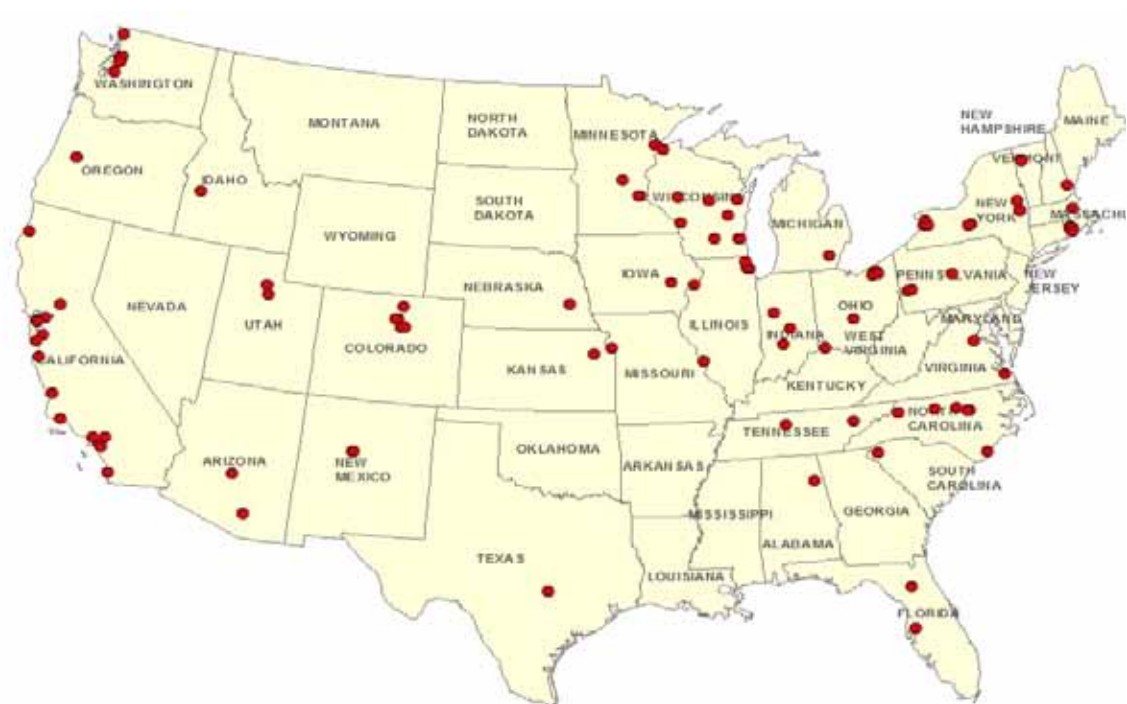 WASHINGTON
MONTANA
NORTH
DAKOTA
MINNESOTA
NEW
HAMPSHIRE
MAINE
OREGON
IDAHO
SOUTH
DAKOTA
WISCONSIN
MICHIGAN
VERMONT
NEW
YORK
MASSACHU
WYOMING
IOWA
NEBRASKA
PENNSYLVANIA
NEW
JERSEY
NEVADA
UTAH
COLORADO
ILLINOIS
INDIANA
OHIO
WEST
VIRGINIA
MARYLAND
CALIFORNIA
KANSAS
MISSOURI
KENTUCKY
VIRGINIA
ARIZONA
NEW
MEXICO
OKLAHOMA
ARKANSAS
TENNESSEE
NORTH
CAROLINA
SOUTH
CAROLINA
MISSISSIPPI
ALABAMA
GEORGIA
TEXAS
LOUISIANA
FLORIDA